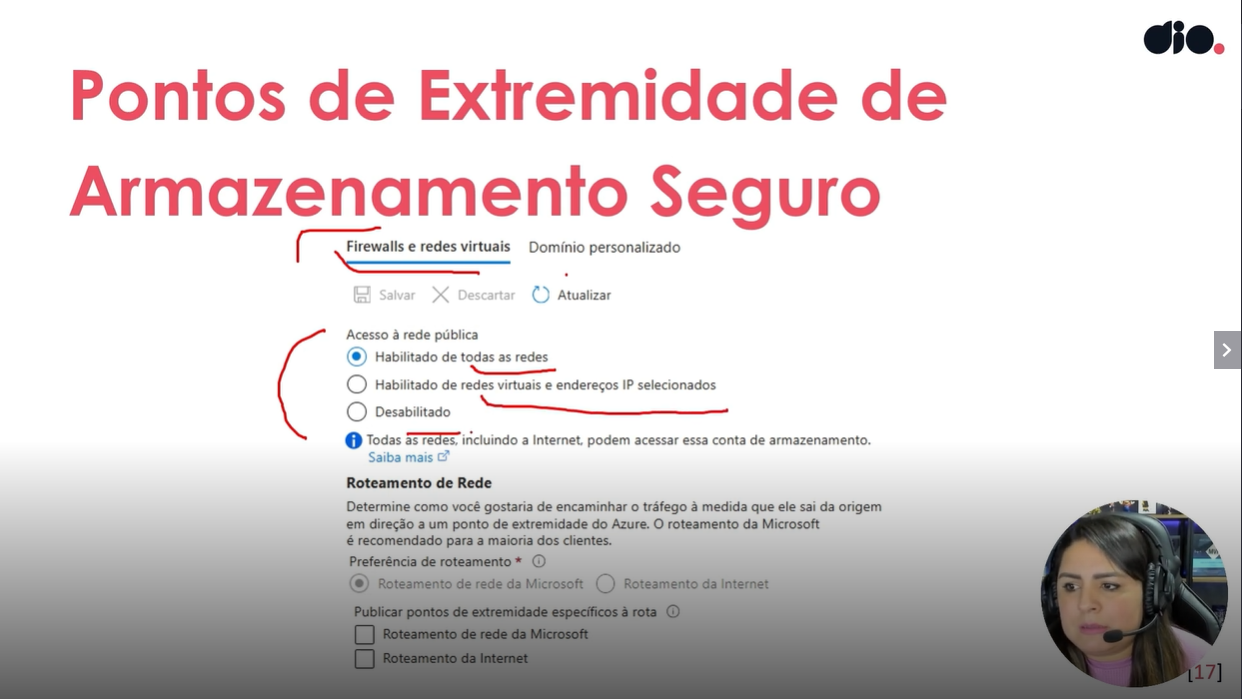 dio.
Pontos de Extremidade de
Armazenamento Seguro
Firewalls e redes virtuais Domínio personalizado
Salvar Descartar Atualizar
Acesso à rede pública
Habilitado de todas as redes
Habilitado de redes virtuais e endereços IP selecionados
Desabilitado
Todas as redes, incluindo a Internet, podem acessar essa conta de armazenamento.
Saiba mais
Roteamento de Rede
Determine como você gostaria de encaminhar o tráfego à medida que ele sai da origem
em direção a um ponto de extremidade do Azure. O roteamento da Microsoft
é recomendado para a maioria dos clientes.
Preferência de roteamento *
Roteamento de rede da Microsoft Roteamento da Internet
Publicar pontos de extremidade específicos à rota
Roteamento de rede da Microsoft
Roteamento da Internet
[17]